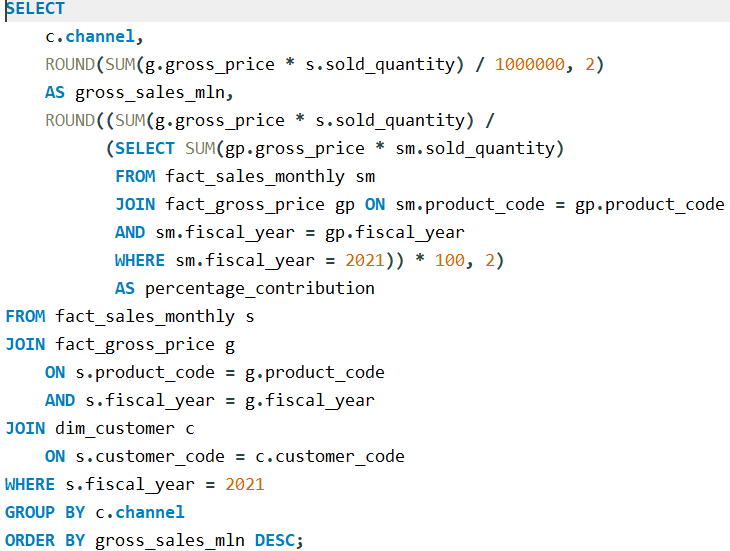 SELECT
    c.channel,
    ROUND(SUM(g.gross_price * s.sold_quantity) / 1000000, 2)
    AS gross_sales_mln,
    ROUND((SUM(g.gross_price * s.sold_quantity) /
          (SELECT SUM(gp.gross_price * sm.sold_quantity)
           FROM fact_sales_monthly sm
           JOIN fact_gross_price gp ON sm.product_code = gp.product_code
           AND sm.fiscal_year = gp.fiscal_year
           WHERE sm.fiscal_year = 2021)) * 100, 2)
           AS percentage_contribution
FROM fact_sales_monthly s
JOIN fact_gross_price g
    ON s.product_code = g.product_code
    AND s.fiscal_year = g.fiscal_year
JOIN dim_customer c
    ON s.customer_code = c.customer_code
WHERE s.fiscal_year = 2021
GROUP BY c.channel
ORDER BY gross_sales_mln DESC;